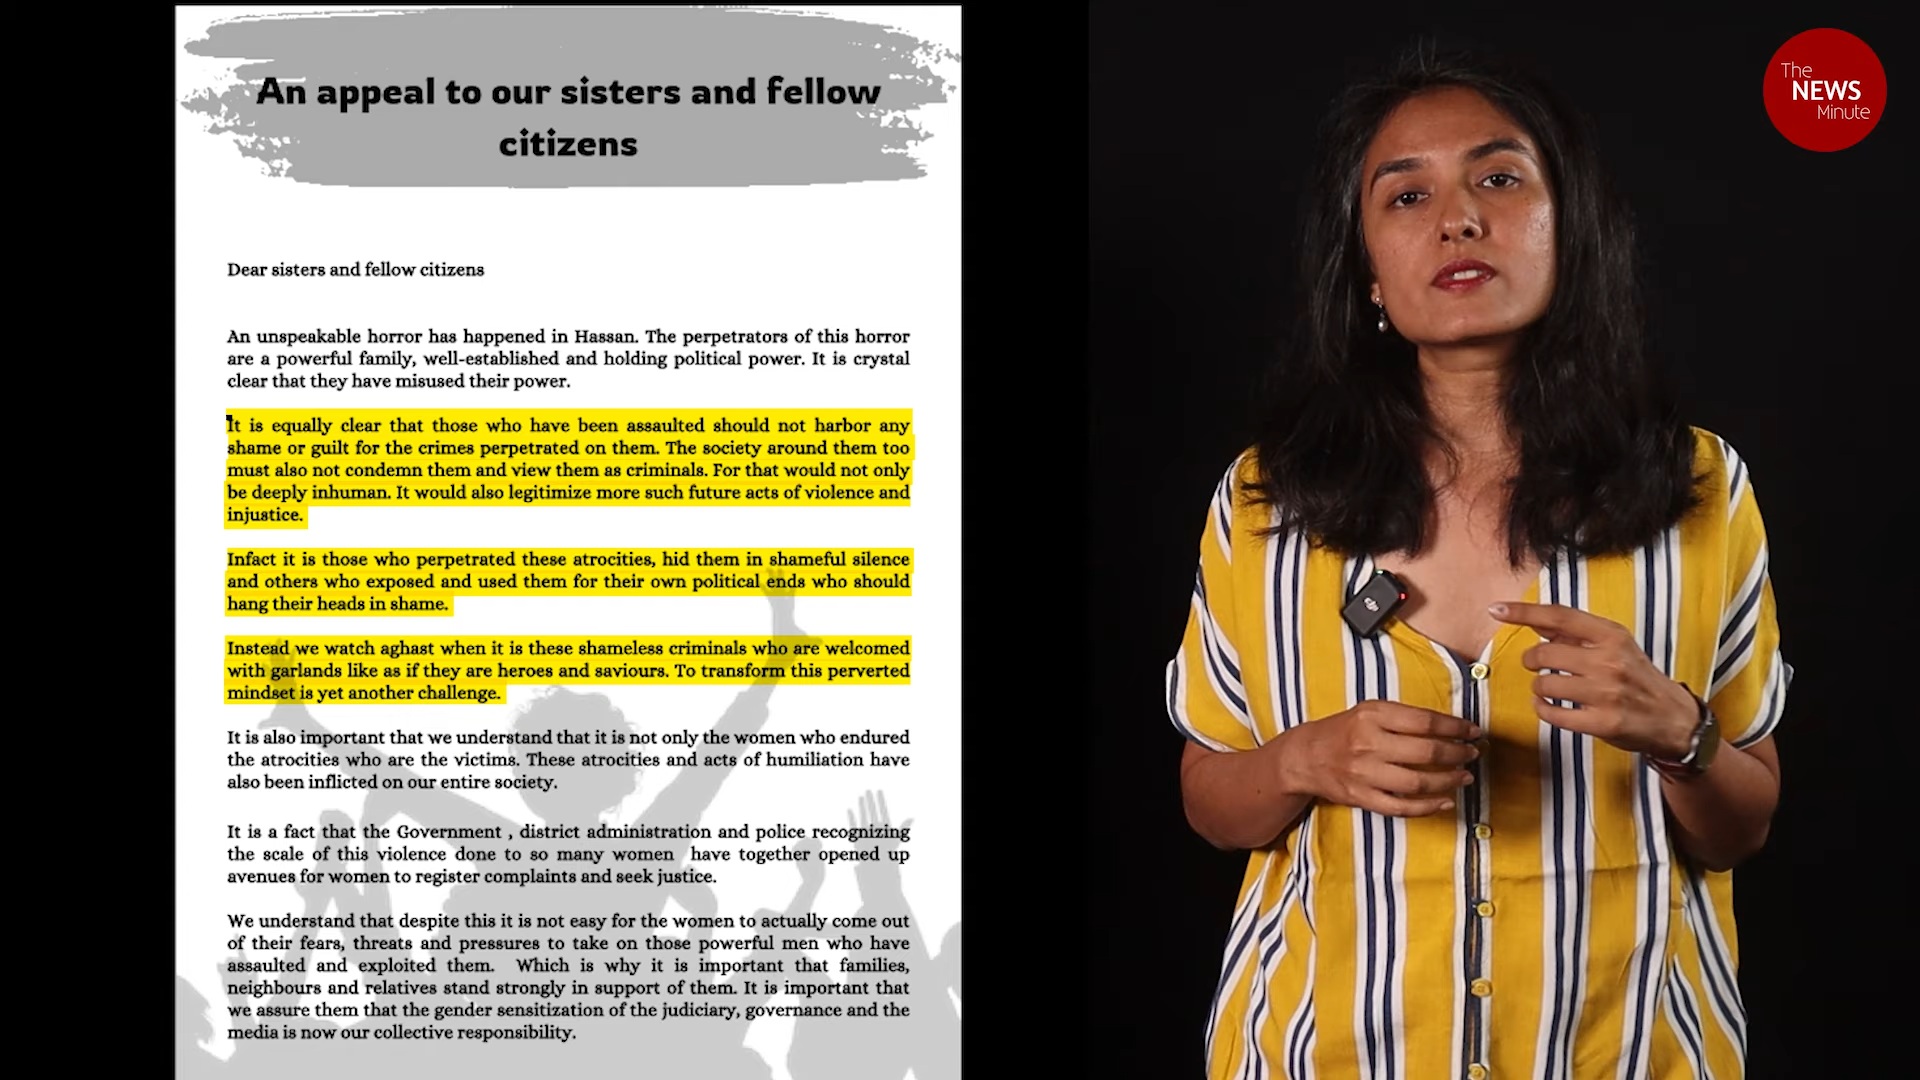 An appeal to our sisters and fellow
citizens
Dear sisters and fellow citizens
An unspeakable horror has happened in Hassan. The perpetrators of this horror
are a powerful family, well-established and holding political power. It is crystal
clear that they have misused their power.
It is equally clear that those who have been assaulted should not harbor any
shame or guilt for the crimes perpetrated on them. The society around them too
must also not condemn them and view them as criminals. For that would not only
be deeply inhuman. It would also legitimize more such future acts of violence and
injustice.
Infact it is those who perpetrated these atrocities, hid them in shameful silence
and others who exposed and used them for their own political ends who should
hang their heads in shame.
Instead we watch aghast when it is these shameless criminals who are welcomed
with garlands like as if they are heroes and saviours. To transform this perverted
mindset is yet another challenge.
It is also important that we understand that it is not only the women who endured
the atrocities who are the victims. These atrocities and acts of humiliation have
also been inflicted on our entire society.
It is a fact that the Government , district administration and police recognizing
the scale of this violence done to so many women have together opened up
avenues for women to register complaints and seek justice.
We understand that despite this it is not easy for the women to actually come out
of their fears, threats and pressures to take on those powerful men who have
assaulted and exploited them. Which is why it is important that families,
neighbours and relatives stand strongly in support of them. It is important that
we assure them that the gender sensitization of the judiciary, governance and the
media is now our collective responsibility.
The
NEWS
Minute
dji